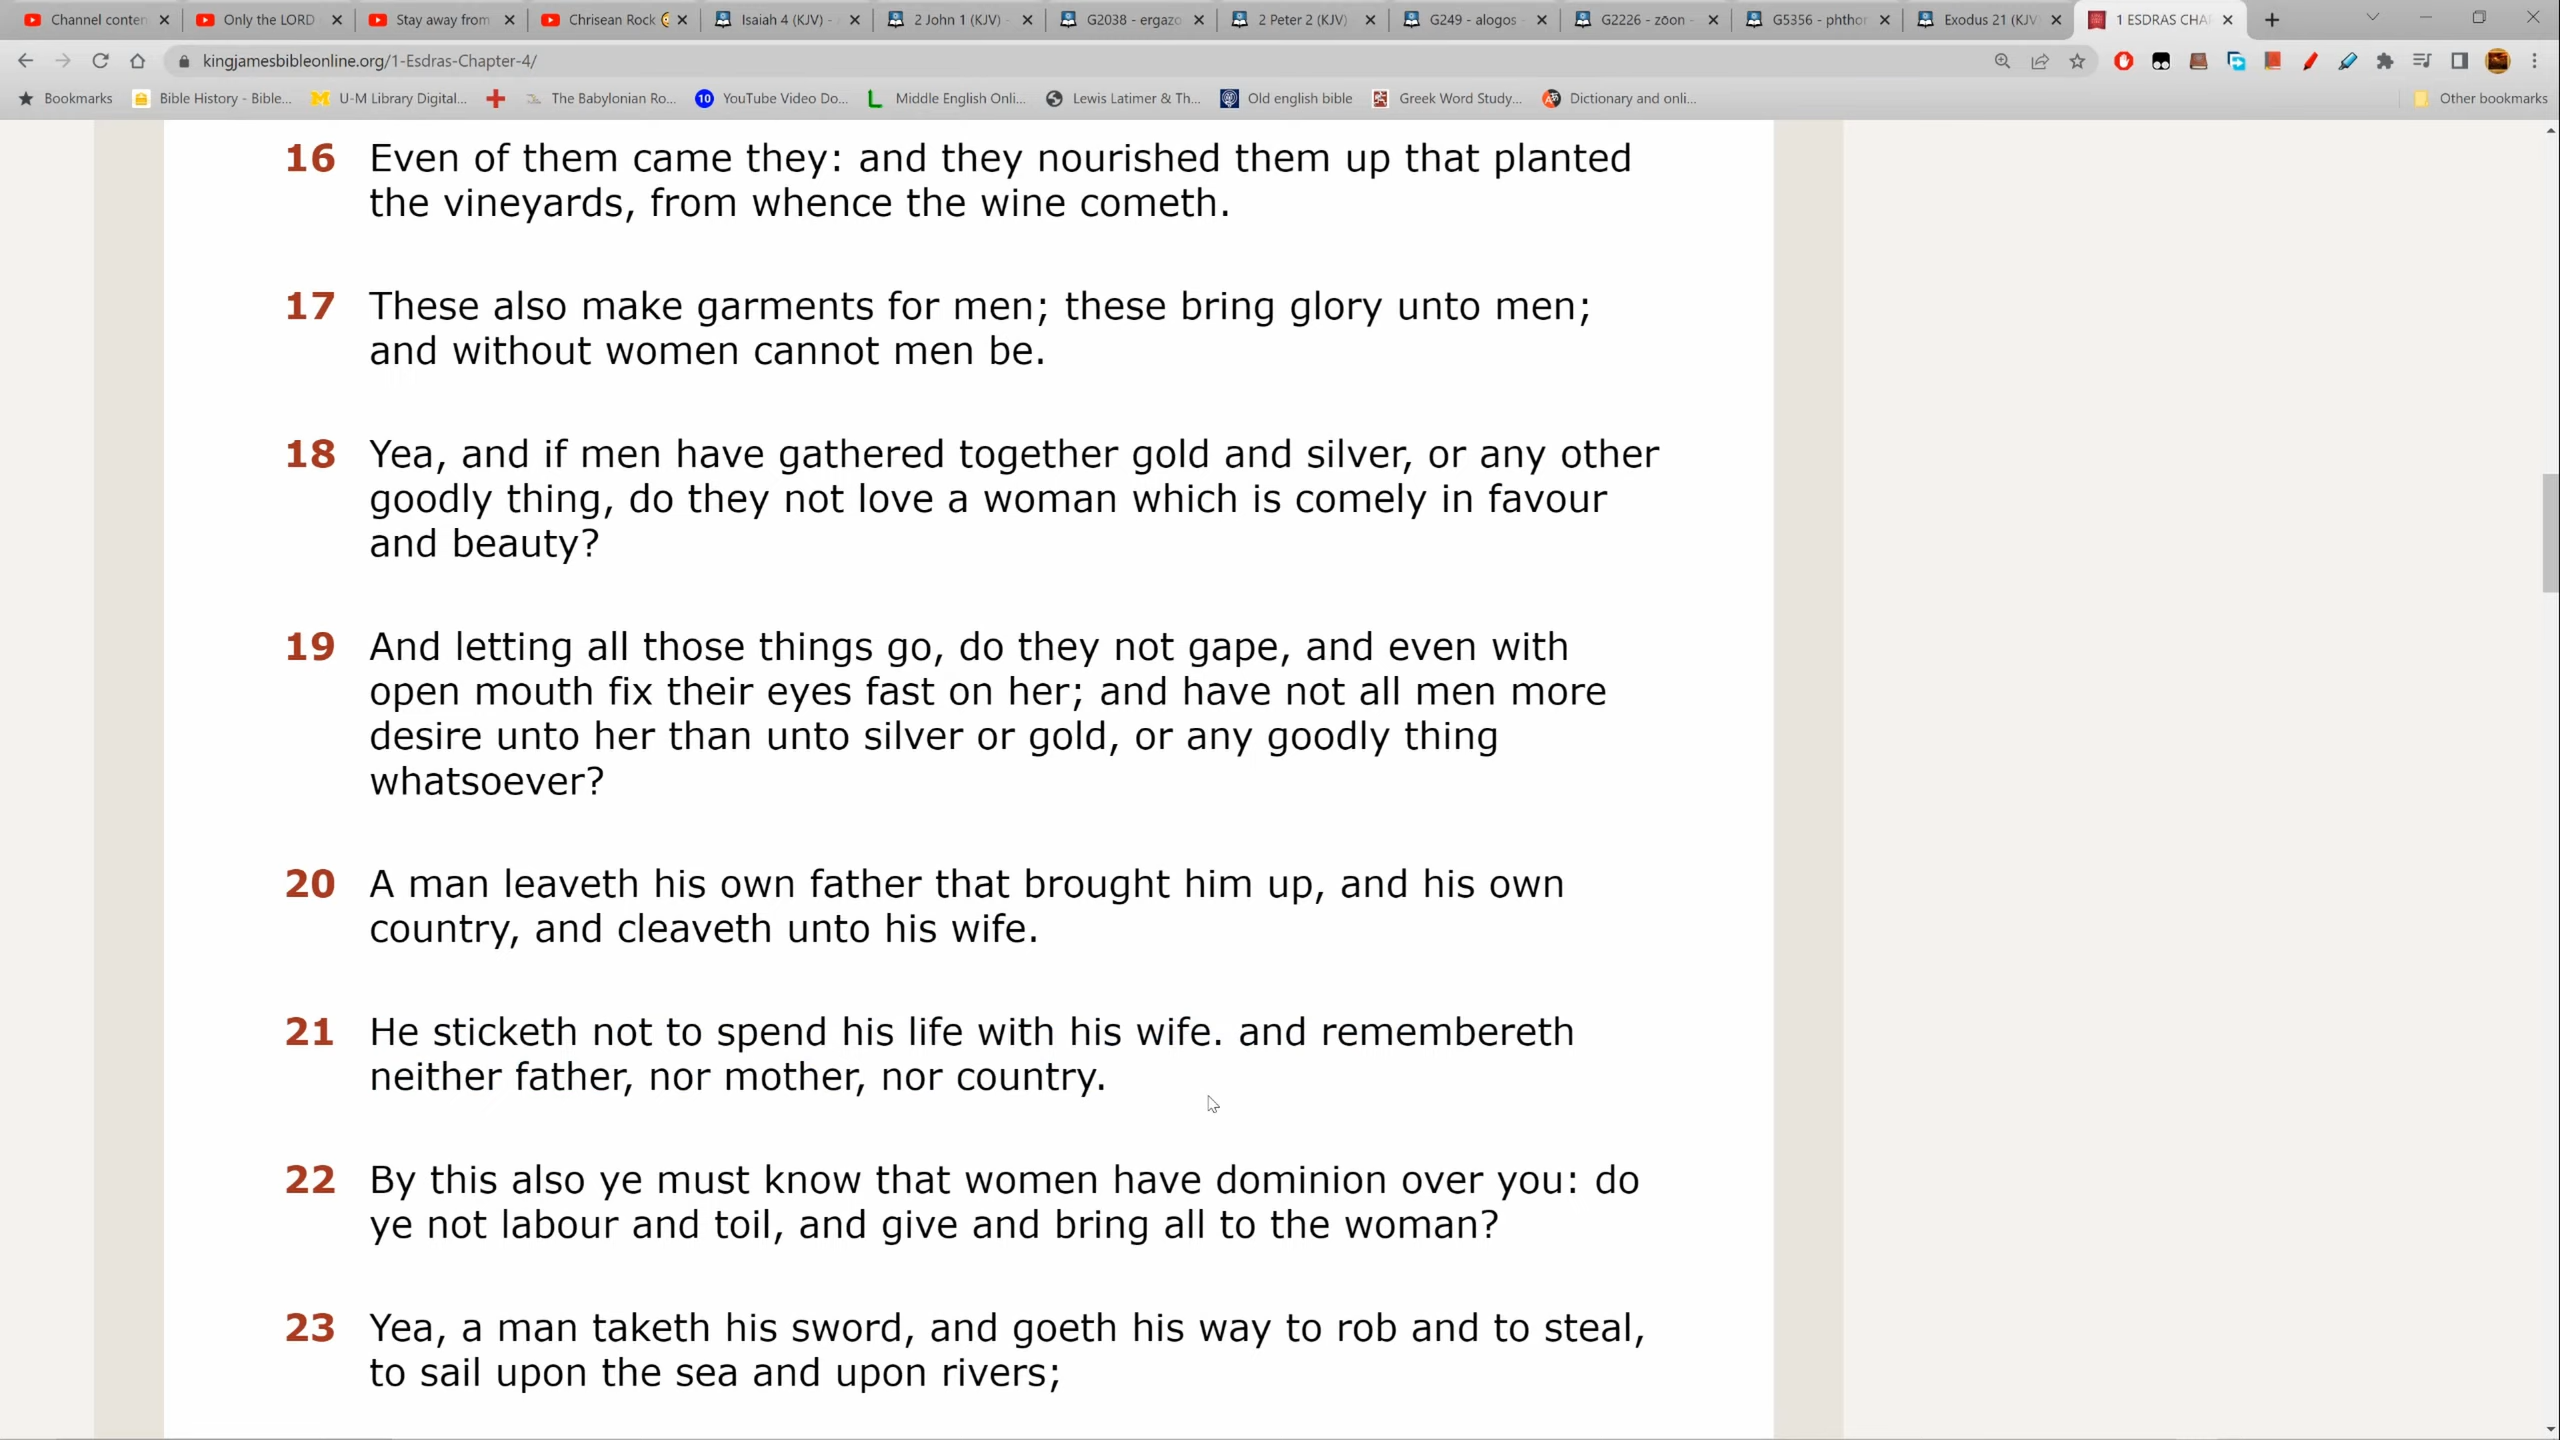 Channel conten
Only the LORD
Stay away from
Chrisean Rock
Isaiah 4 (KJV) -
2 John 1 (KJV) -
G2038 - ergazo
2 Peter 2 (KJV)
G249 - alogos
G2226 - zōon -
G5356 - phthor
Exodus 21 (KJV
1 ESDRAS CHA
kingjamesbibleonline.org/1-Esdras-Chapter-4/
Bookmarks
Bible History - Bible...
U-M Library Digital...
The Babylonian Ro...
10
YouTube Video Do...
Middle English Onli...
Lewis Latimer & Th...
Old english bible
Greek Word Study...
Dictionary and onli...
Other bookmarks
16 Even of them came they: and they nourished them up that planted
the vineyards, from whence the wine cometh.
17 These also make garments for men; these bring glory unto men;
and without women cannot men be.
18 Yea, and if men have gathered together gold and silver, or any other
goodly thing, do they not love a woman which is comely in favour
and beauty?
19 And letting all those things go, do they not gape, and even with
open mouth fix their eyes fast on her; and have not all men more
desire unto her than unto silver or gold, or any goodly thing
whatsoever?
20 A man leaveth his own father that brought him up, and his own
country, and cleaveth unto his wife.
21 He sticketh not to spend his life with his wife. and remembereth
neither father, nor mother, nor country.
22 By this also ye must know that women have dominion over you: do
ye not labour and toil, and give and bring all to the woman?
23 Yea, a man taketh his sword, and goeth his way to rob and to steal,
to sail upon the sea and upon rivers;